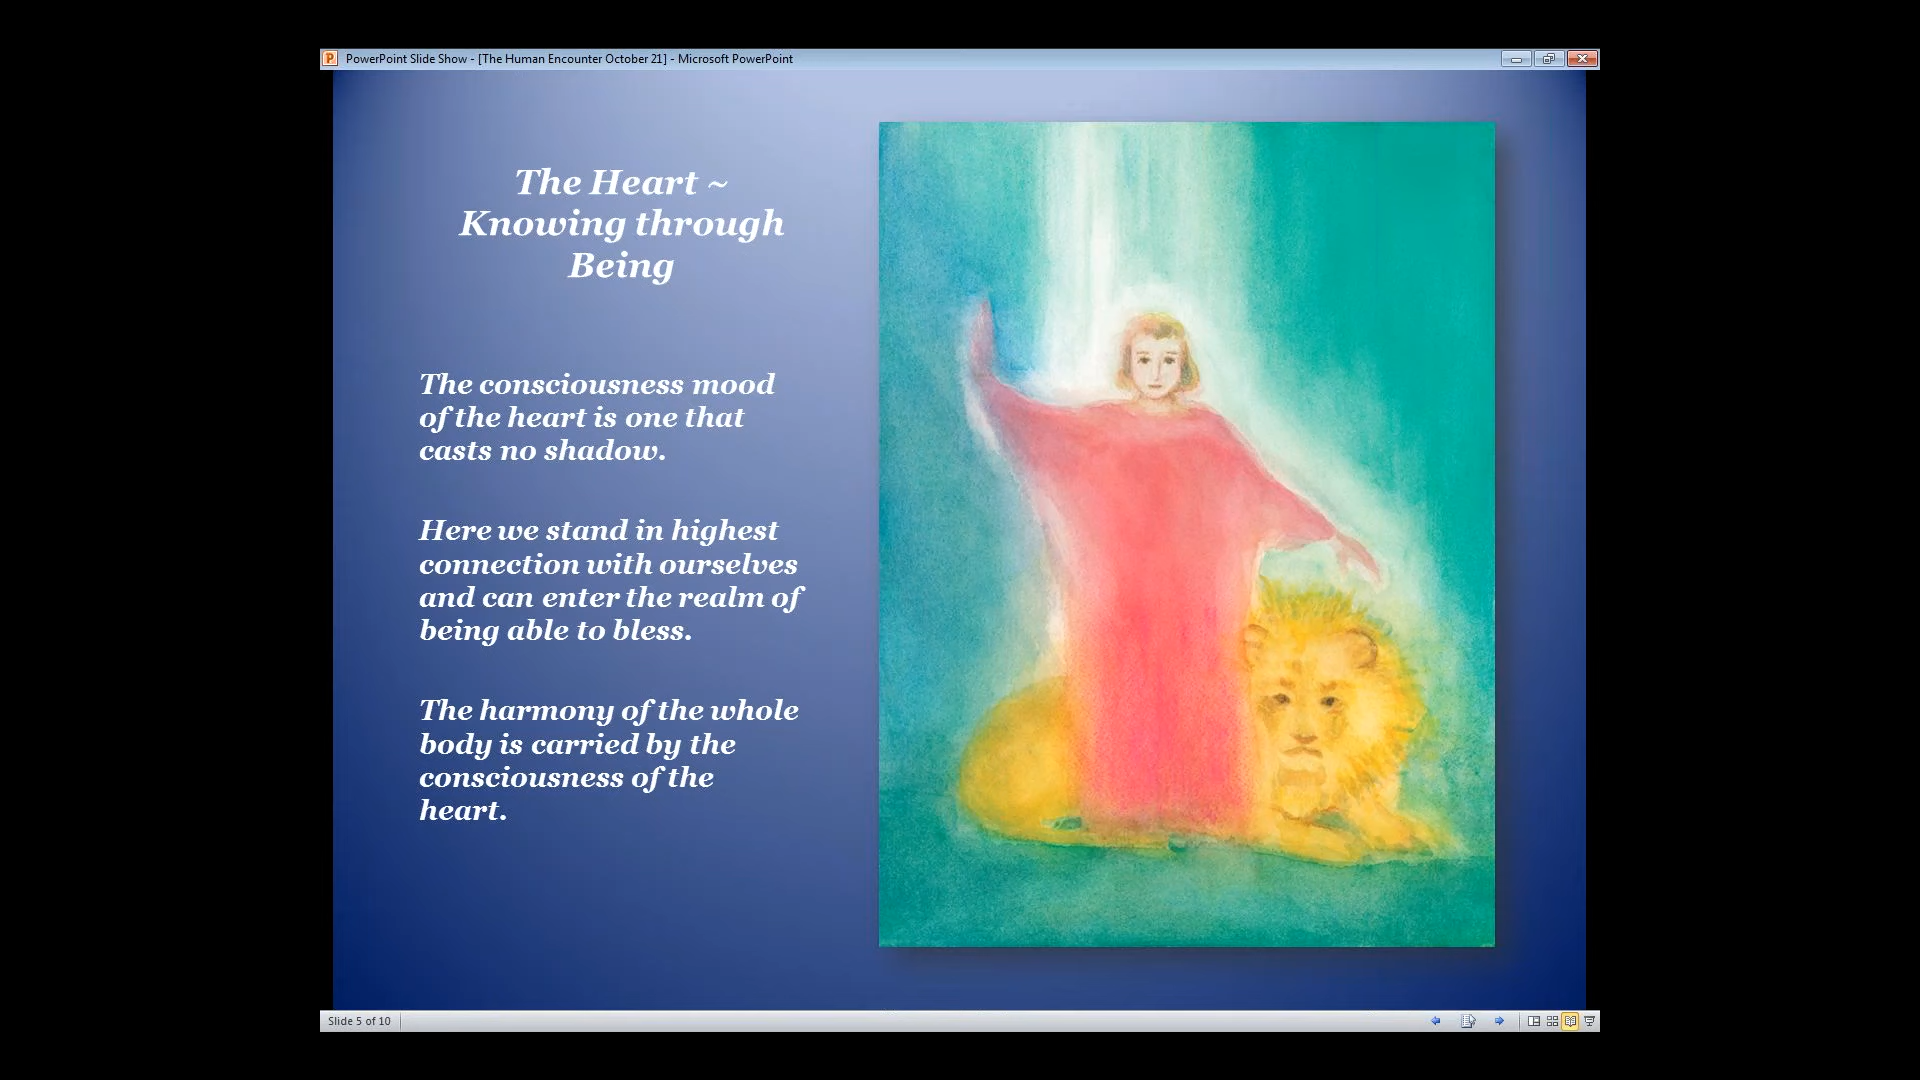 PowerPoint Slide Show - [The Human Encounter October 21] - Microsoft PowerPoint
The Heart ~
Knowing through
Being
The consciousness mood
of the heart is one that
casts no shadow.
Here we stand in highest
connection with ourselves
and can enter the realm of
being able to bless.
The harmony of the whole
body is carried by the
consciousness of the
heart.
Slide 5 of 10